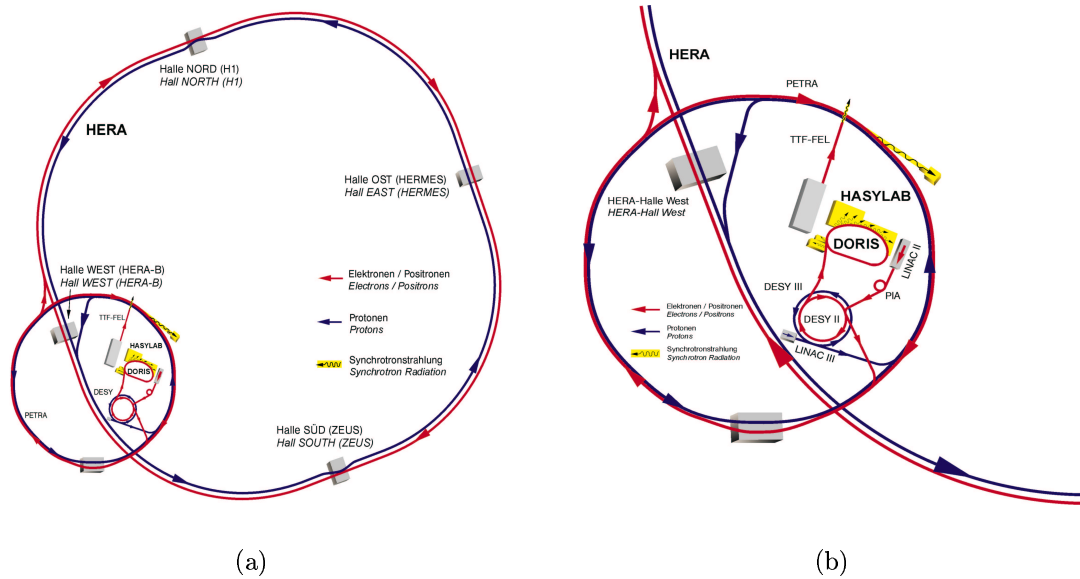 Halle NORD (H1)
Hall NORTH (H1)
HERA
Halle OST (HERMES)
Hall EAST (HERMES)
Halle WEST (HERA-B)
Hall WEST (HERA-B)
Elektronen / Positronen
Electrons / Positrons
Protonen
Protons
Synchrotronstrahlung
Synchrotron Radiation
TTF-FEL
HASYLAB
DORIS
DESY
PETRA
Halle SÜD (ZEUS)
Hall SOUTH (ZEUS)
(a)
HERA
PETRA
TTF-FEL
HERA-Halle West
HERA-Hall West
HASYLAB
DORIS
LINAC II
DESY III
PIA
DESY II
LINAC III
Elektronen / Positronen
Electrons / Positrons
Protonen
Protons
Synchrotronstrahlung
Synchrotron Radiation
(b)